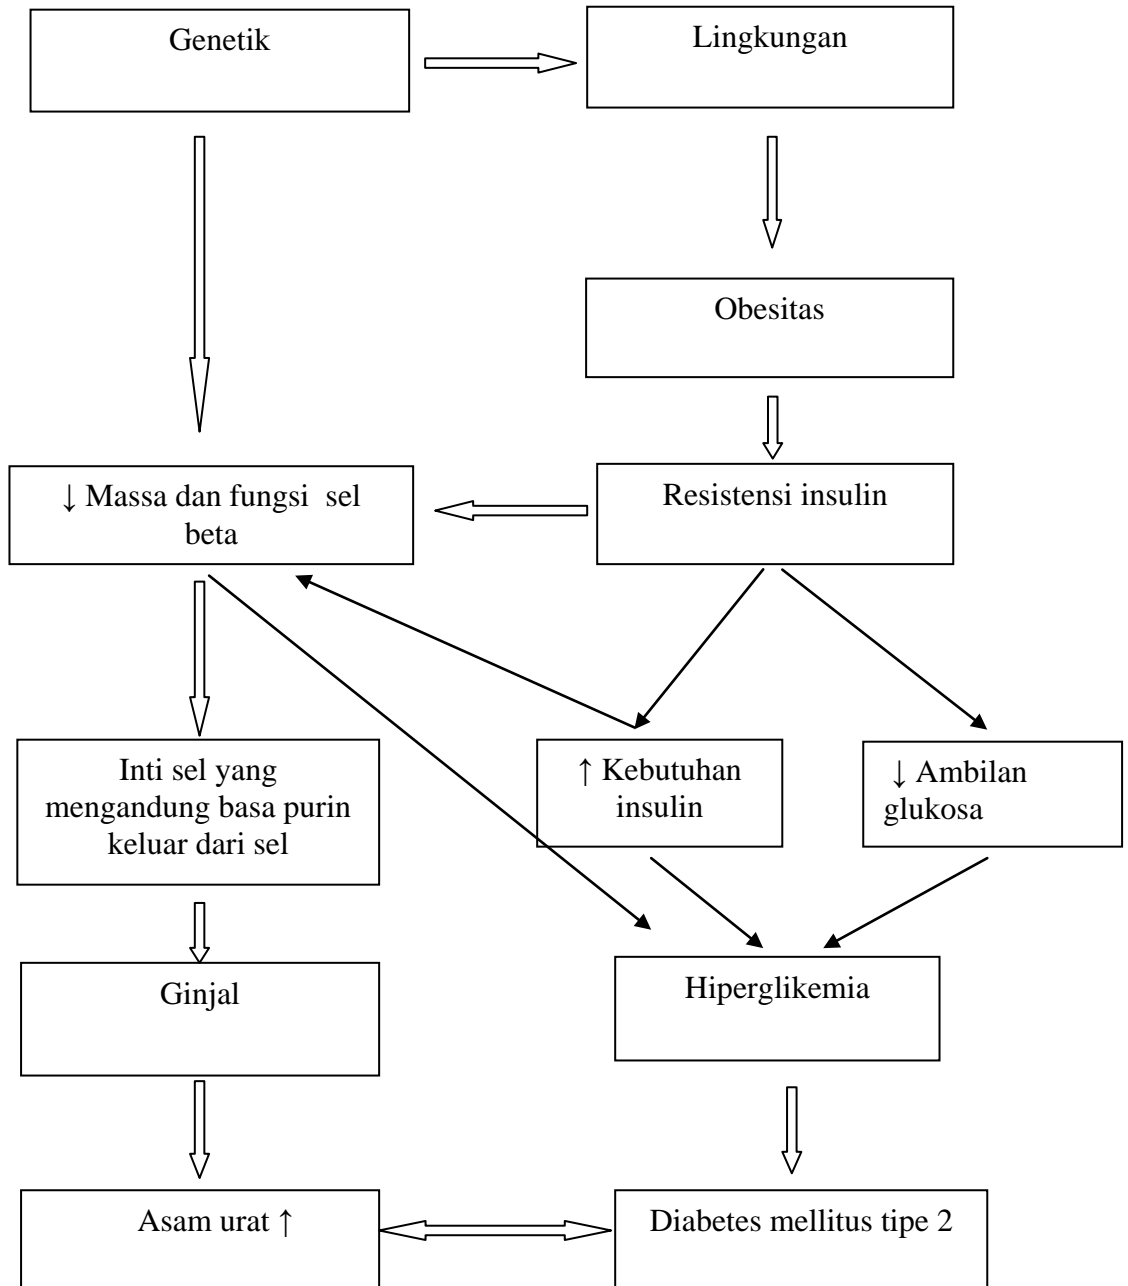 Genetik
Lingkungan
Obesitas
↓ Massa dan fungsi sel
beta
Resistensi insulin
Inti sel yang
mengandung basa purin
keluar dari sel
↑ Kebutuhan
insulin
↓ Ambilan
glukosa
Ginjal
Hiperglikemia
Asam urat ↑
Diabetes mellitus tipe 2